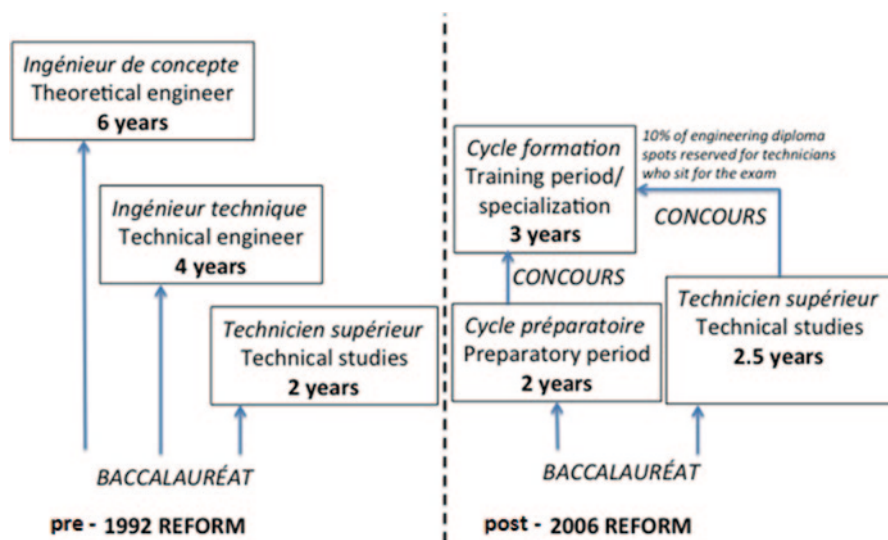 Ingénieur de concepte
Theoretical engineer
6 years
Ingénieur technique
Technical engineer
4 years
Technicien supérieur
Technical studies
2 years
BACCALAURÉAT
pre - 1992 REFORM
10% of engineering diploma
spots reserved for technicians
who sit for the exam
Cycle formation
Training period/
specialization
3 years
CONCOURS
CONCOURS
Cycle préparatoire
Preparatory period
2 years
Technicien supérieur
Technical studies
2.5 years
BACCALAURÉAT
post - 2006 REFORM